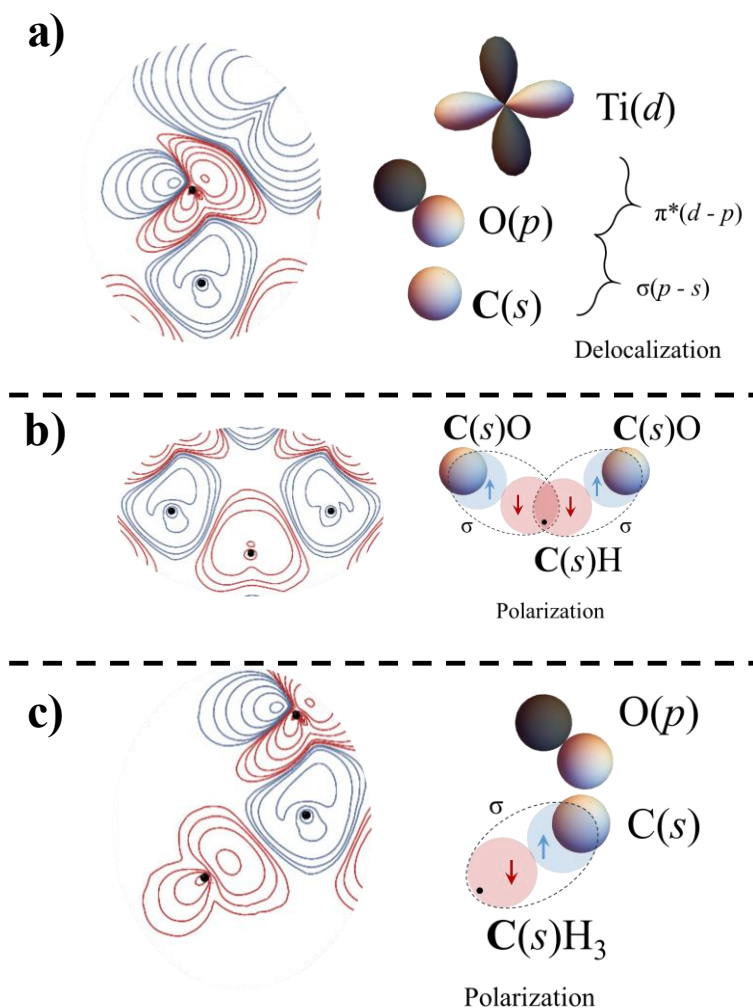 a)
Ti(d)
O(p)
π*(d - p)
C(s)
σ(p - s)
Delocalization
b)
C(s)O C(s)O
↑ ↓ ↓ ↑
σ σ
C(s)H
Polarization
c)
O(p)
σ
C(s)
↑
↓
C(s)H₃
Polarization